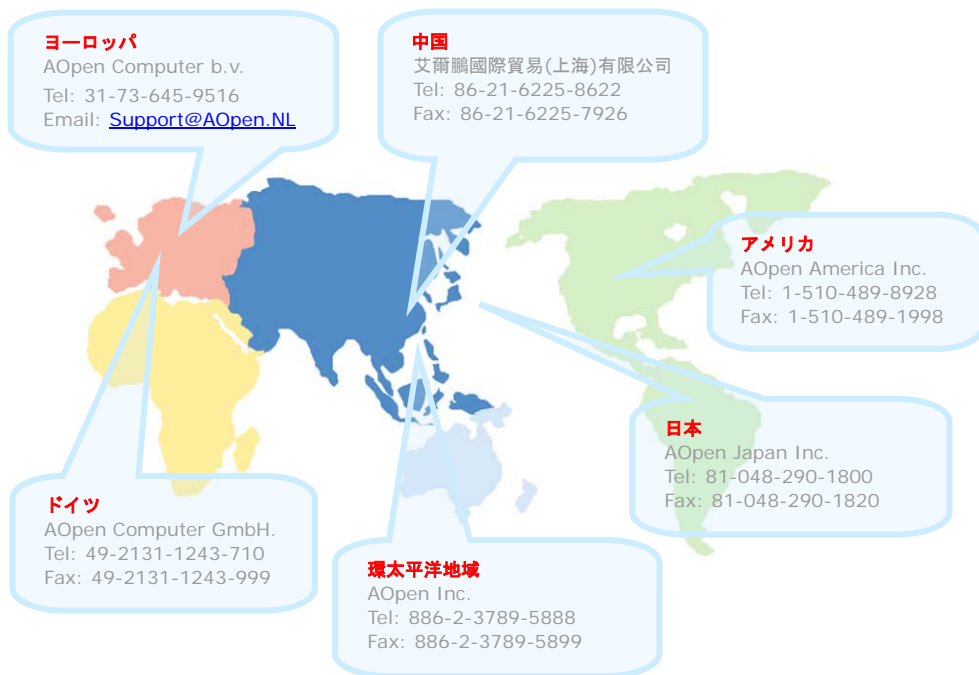 ヨーロッパ
AOpen Computer b.v.
Tel: 31-73-645-9516
Email: Support@AOpen.NL
中国
艾爾鵬國際貿易(上海)有限公司
Tel: 86-21-6225-8622
Fax: 86-21-6225-7926
アメリカ
AOpen America Inc.
Tel: 1-510-489-8928
Fax: 1-510-489-1998
日本
AOpen Japan Inc.
Tel: 81-048-290-1800
Fax: 81-048-290-1820
ドイツ
AOpen Computer GmbH.
Tel: 49-2131-1243-710
Fax: 49-2131-1243-999
環太平洋地域
AOpen Inc.
Tel: 886-2-3789-5888
Fax: 886-2-3789-5899